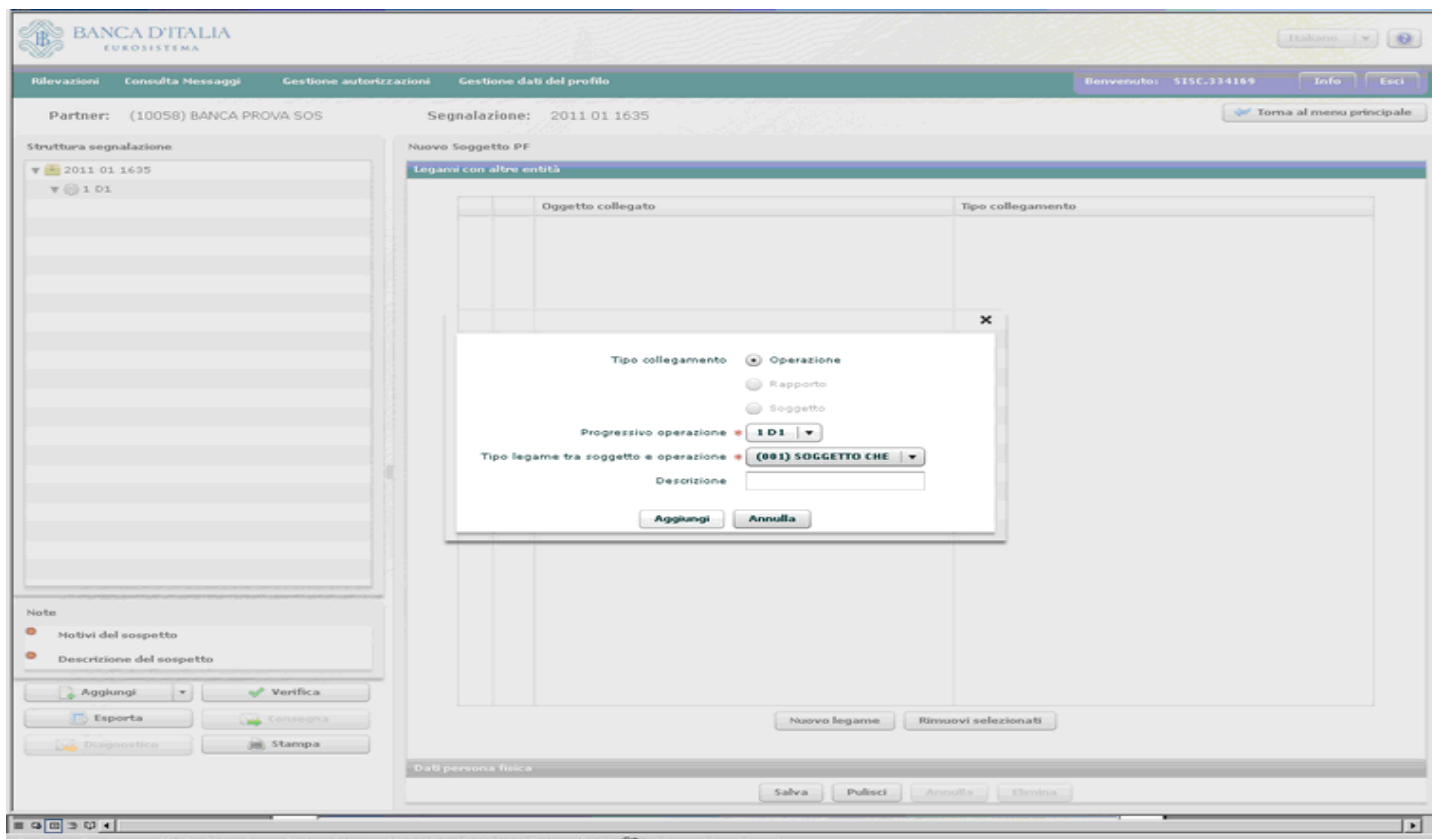 BANCA D'ITALIA
EUROSISTEMA
Italiano
Rilevazioni Consulta Messaggi Gestione autorizzazioni Gestione dati del profilo Benvenuto: SISC.334169 Info Esci
Partner: (10058) BANCA PROVA SOS Segnalazione: 2011 01 1635 Torna al menu principale
Struttura segnalazione
2011 01 1635
1 D1
Nuovo Soggetto PF
Legami con altre entità
Oggetto collegato Tipo collegamento
Tipo collegamento Operazione
Rapporto
Soggetto
Progressivo operazione * 1 D1
Tipo legame tra soggetto e operazione * (001) SOGGETTO CHE
Descrizione
Aggiungi Annulla
Note
Motivi del sospetto
Descrizione del sospetto
Aggiungi Verifica
Esporta Consegna
Diagnostico Stampa
Nuovo legame Rimuovi selezionati
Dati persona fisica
Salva Pulisci Annulla Elimina